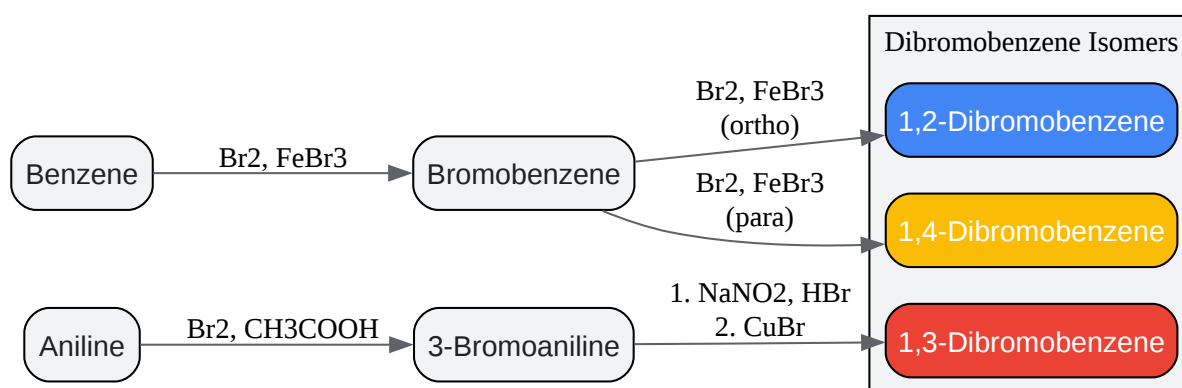 Dibromobenzene Isomers
Br2, FeBr3
(ortho)
1,2-Dibromobenzene
Benzene
Br2, FeBr3
Bromobenzene
Br2, FeBr3
(para)
1,4-Dibromobenzene
Aniline
Br2, CH3COOH
3-Bromoaniline
1. NaNO2, HBr
2. CuBr
1,3-Dibromobenzene